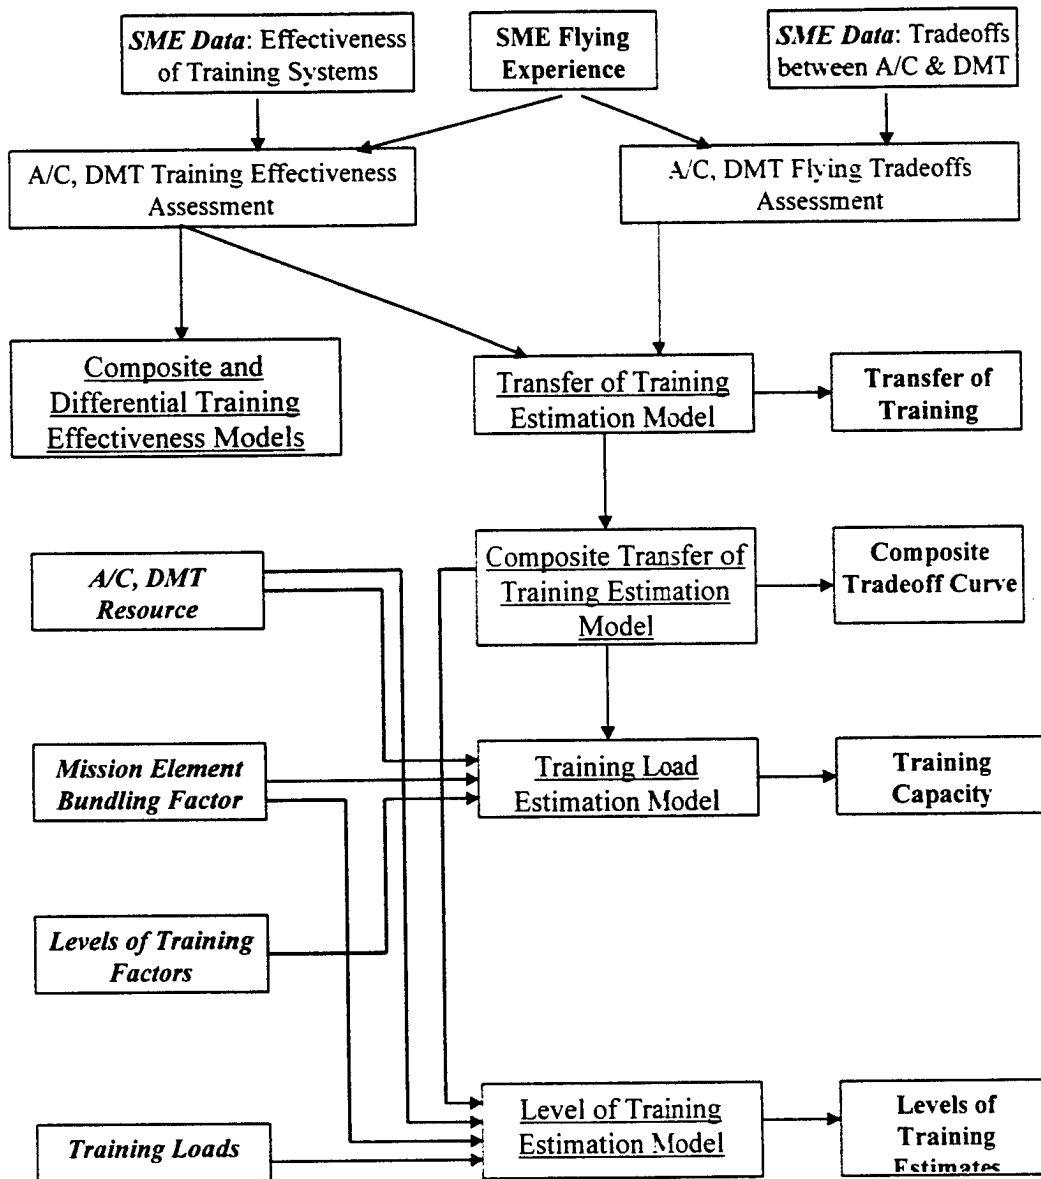 SME Data: Effectiveness
of Training Systems
SME Flying
Experience
SME Data: Tradeoffs
between A/C & DMT
A/C, DMT Training Effectiveness
Assessment
A/C, DMT Flying Tradeoffs
Assessment
Composite and
Differential Training
Effectiveness Models
Transfer of Training
Estimation Model
Transfer of
Training
A/C, DMT
Resource
Composite Transfer of
Training Estimation
Model
Composite
Tradeoff Curve
Mission Element
Bundling Factor
Training Load
Estimation Model
Training
Capacity
Levels of Training
Factors
Training Loads
Level of Training
Estimation Model
Levels of
Training
Estimates